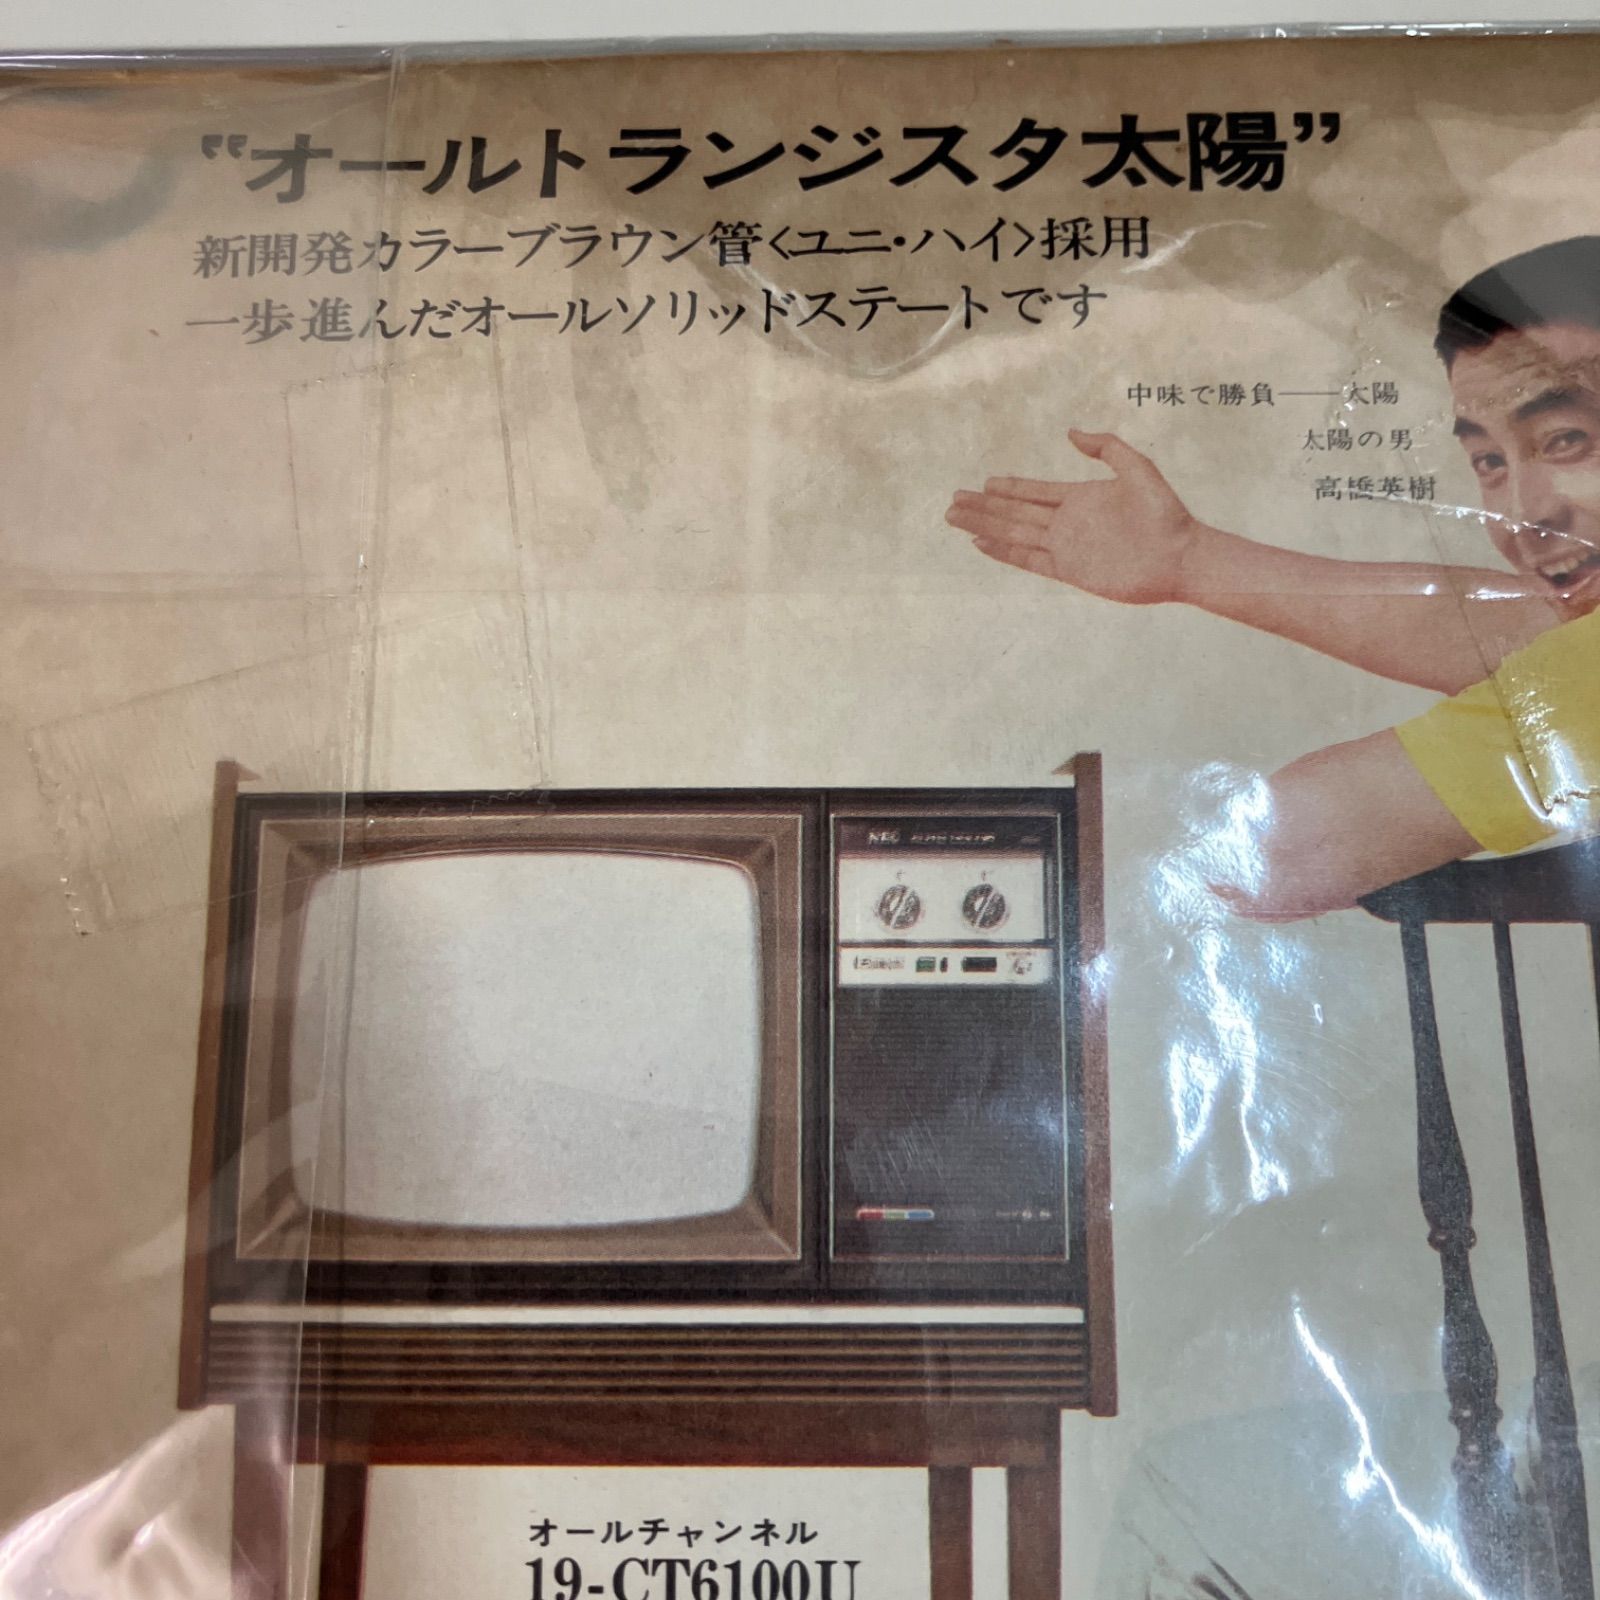 “オールトランジスタ太陽”
新開発カラーブラウン管〈ユニ・ハイ〉採用
一歩進んだオールソリッドステートです
中味で勝負――太陽
太陽の男
高橋英樹
NEC
オールチャンネル
19-CT6100U